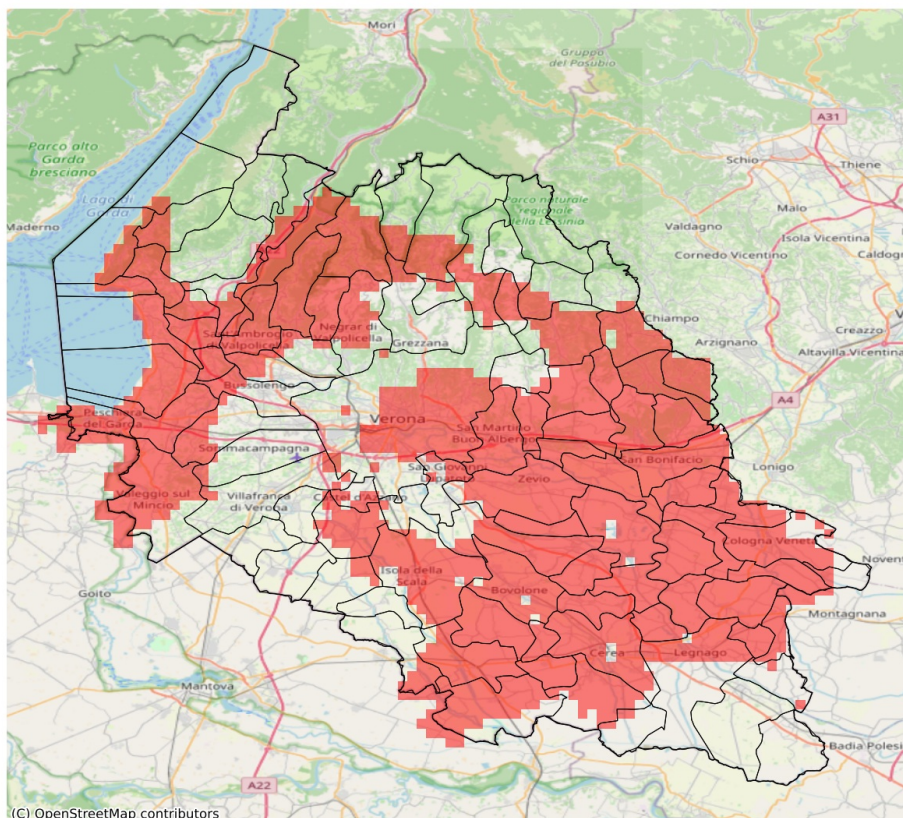 Mori
Gruppo
del Pasubio
A31
Parco alto
Garda
bresciano
Schio
Thiene
Lago di
Garda
Parco naturale
regionale
della Lessinia
Malo
Maderno
Valdagno
Isola Vicentina
Cornedo Vicentino
Caldogn
Chiampo
Creazzo
Sant'Ambrogio
di Valpolicella
Negrar di
Valpolicella
Grezzana
Arzignano
Altavilla Vicentina
Bussolengo
A4
Peschiera
del Garda
Verona
San Martino
Buon Albergo
Sommacampagna
San Bonifacio
Lonigo
San Giovanni
Lupatoto
Zevio
Valeggio sul
Mincio
Villafranca
di Verona
Castel d'Azzano
Cologna Veneta
Isola della
Scala
Noven
Goito
Bovolone
Montagnana
Cerea
Legnago
Mantova
Badia Polesi
A22
(C) OpenStreetMap contributors